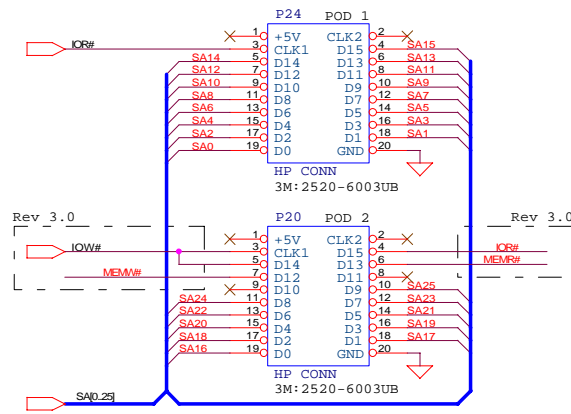 P24 POD 1
1 +5V CLK2 2
IOR# 3 CLK1 D15 4 SA15
SA14 5 D14 D13 6 SA13
SA12 7 D12 D11 8 SA11
SA10 9 D10 D9 10 SA9
SA8 11 D8 D7 12 SA7
SA6 13 D6 D5 14 SA5
SA4 15 D4 D3 16 SA3
SA2 17 D2 D1 18 SA1
SA0 19 D0 GND 20
HP CONN
3M:2520-6003UB
Rev 3.0 P20 POD 2 Rev 3.0
1 +5V CLK2 2
IOW# 3 CLK1 D15 4 IOR#
5 D14 D13 6 MEMR#
MEMW# 7 D12 D11 8
9 D10 D9 10 SA25
SA24 11 D8 D7 12 SA23
SA22 13 D6 D5 14 SA21
SA20 15 D4 D3 16 SA19
SA18 17 D2 D1 18 SA17
SA16 19 D0 GND 20
HP CONN
3M:2520-6003UB
SA[0..25]